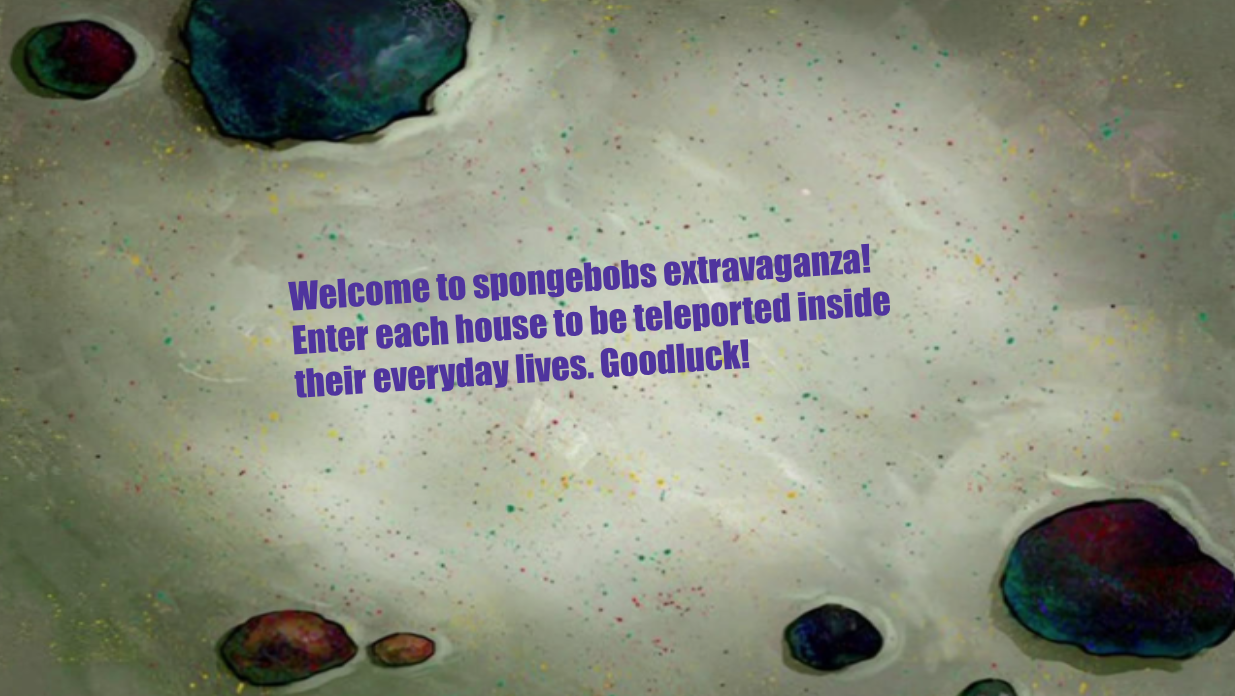 Welcome to spongebobs extravaganza!
Enter each house to be teleported inside
their everyday lives. Goodluck!